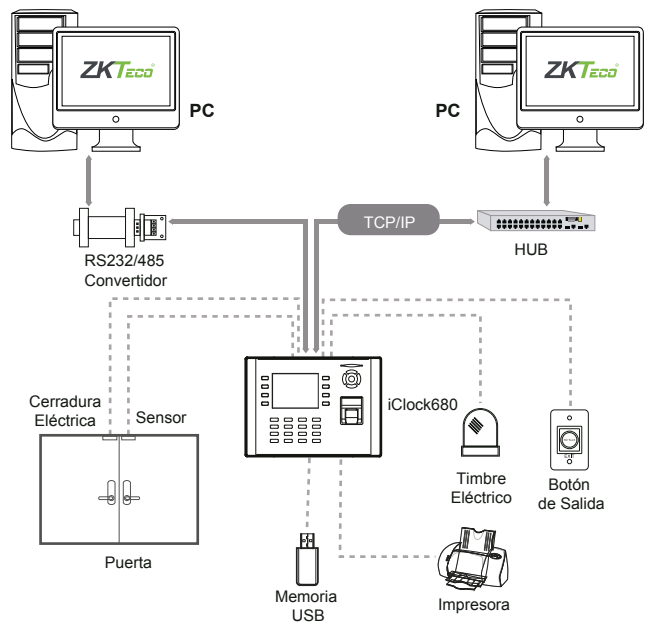 ZKTeco
ZKTeco
PC
PC
TCP/IP
RS232/485
Convertidor
HUB
Cerradura
Eléctrica
Sensor
iClock680
Timbre
Eléctrico
EXIT
Botón
de Salida
Puerta
Memoria
USB
Impresora